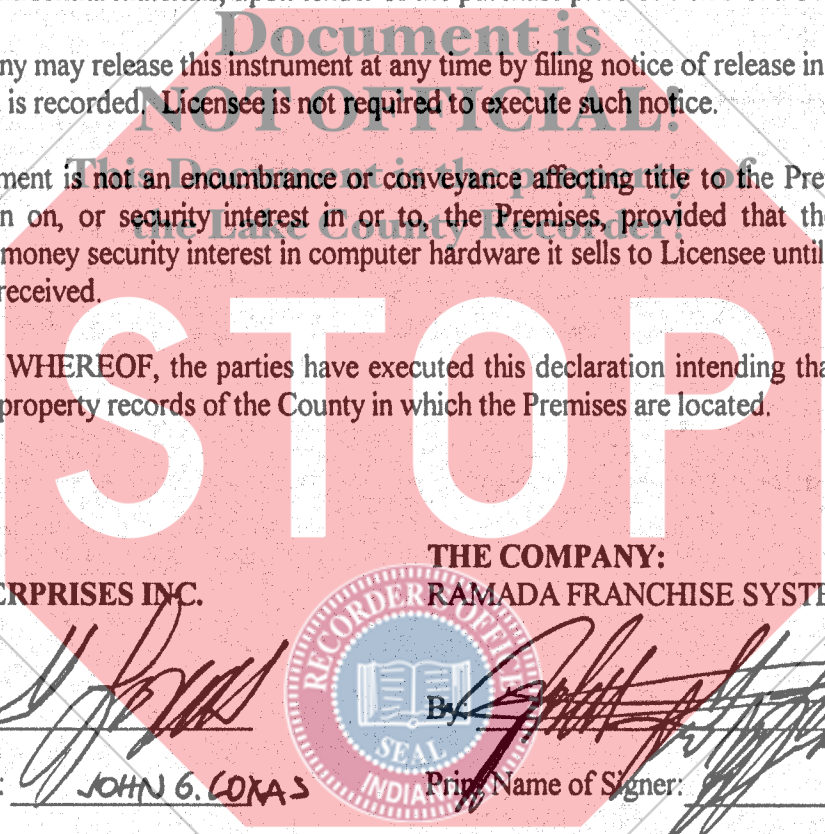 Document is
ny may release this instrument at any time by filing notice of release in
is recorded. Licensee is not required to execute such notice.
NOT OFFICIAL!
ment is not an encumbrance or conveyance affecting title to the Pre
This Document is the property of
n on, or security interest in or to, the Premises, provided that the
the Lake County Recorder!
money security interest in computer hardware it sells to Licensee until
received.
WHEREOF, the parties have executed this declaration intending tha
property records of the County in which the Premises are located.
STOP
THE COMPANY:
ERPRISES INC.
RAMADA FRANCHISE SYSTE
RECORDER'S OFFICE
By:
SEAL
: JOHN G. COXAS
Print Name of Signer: